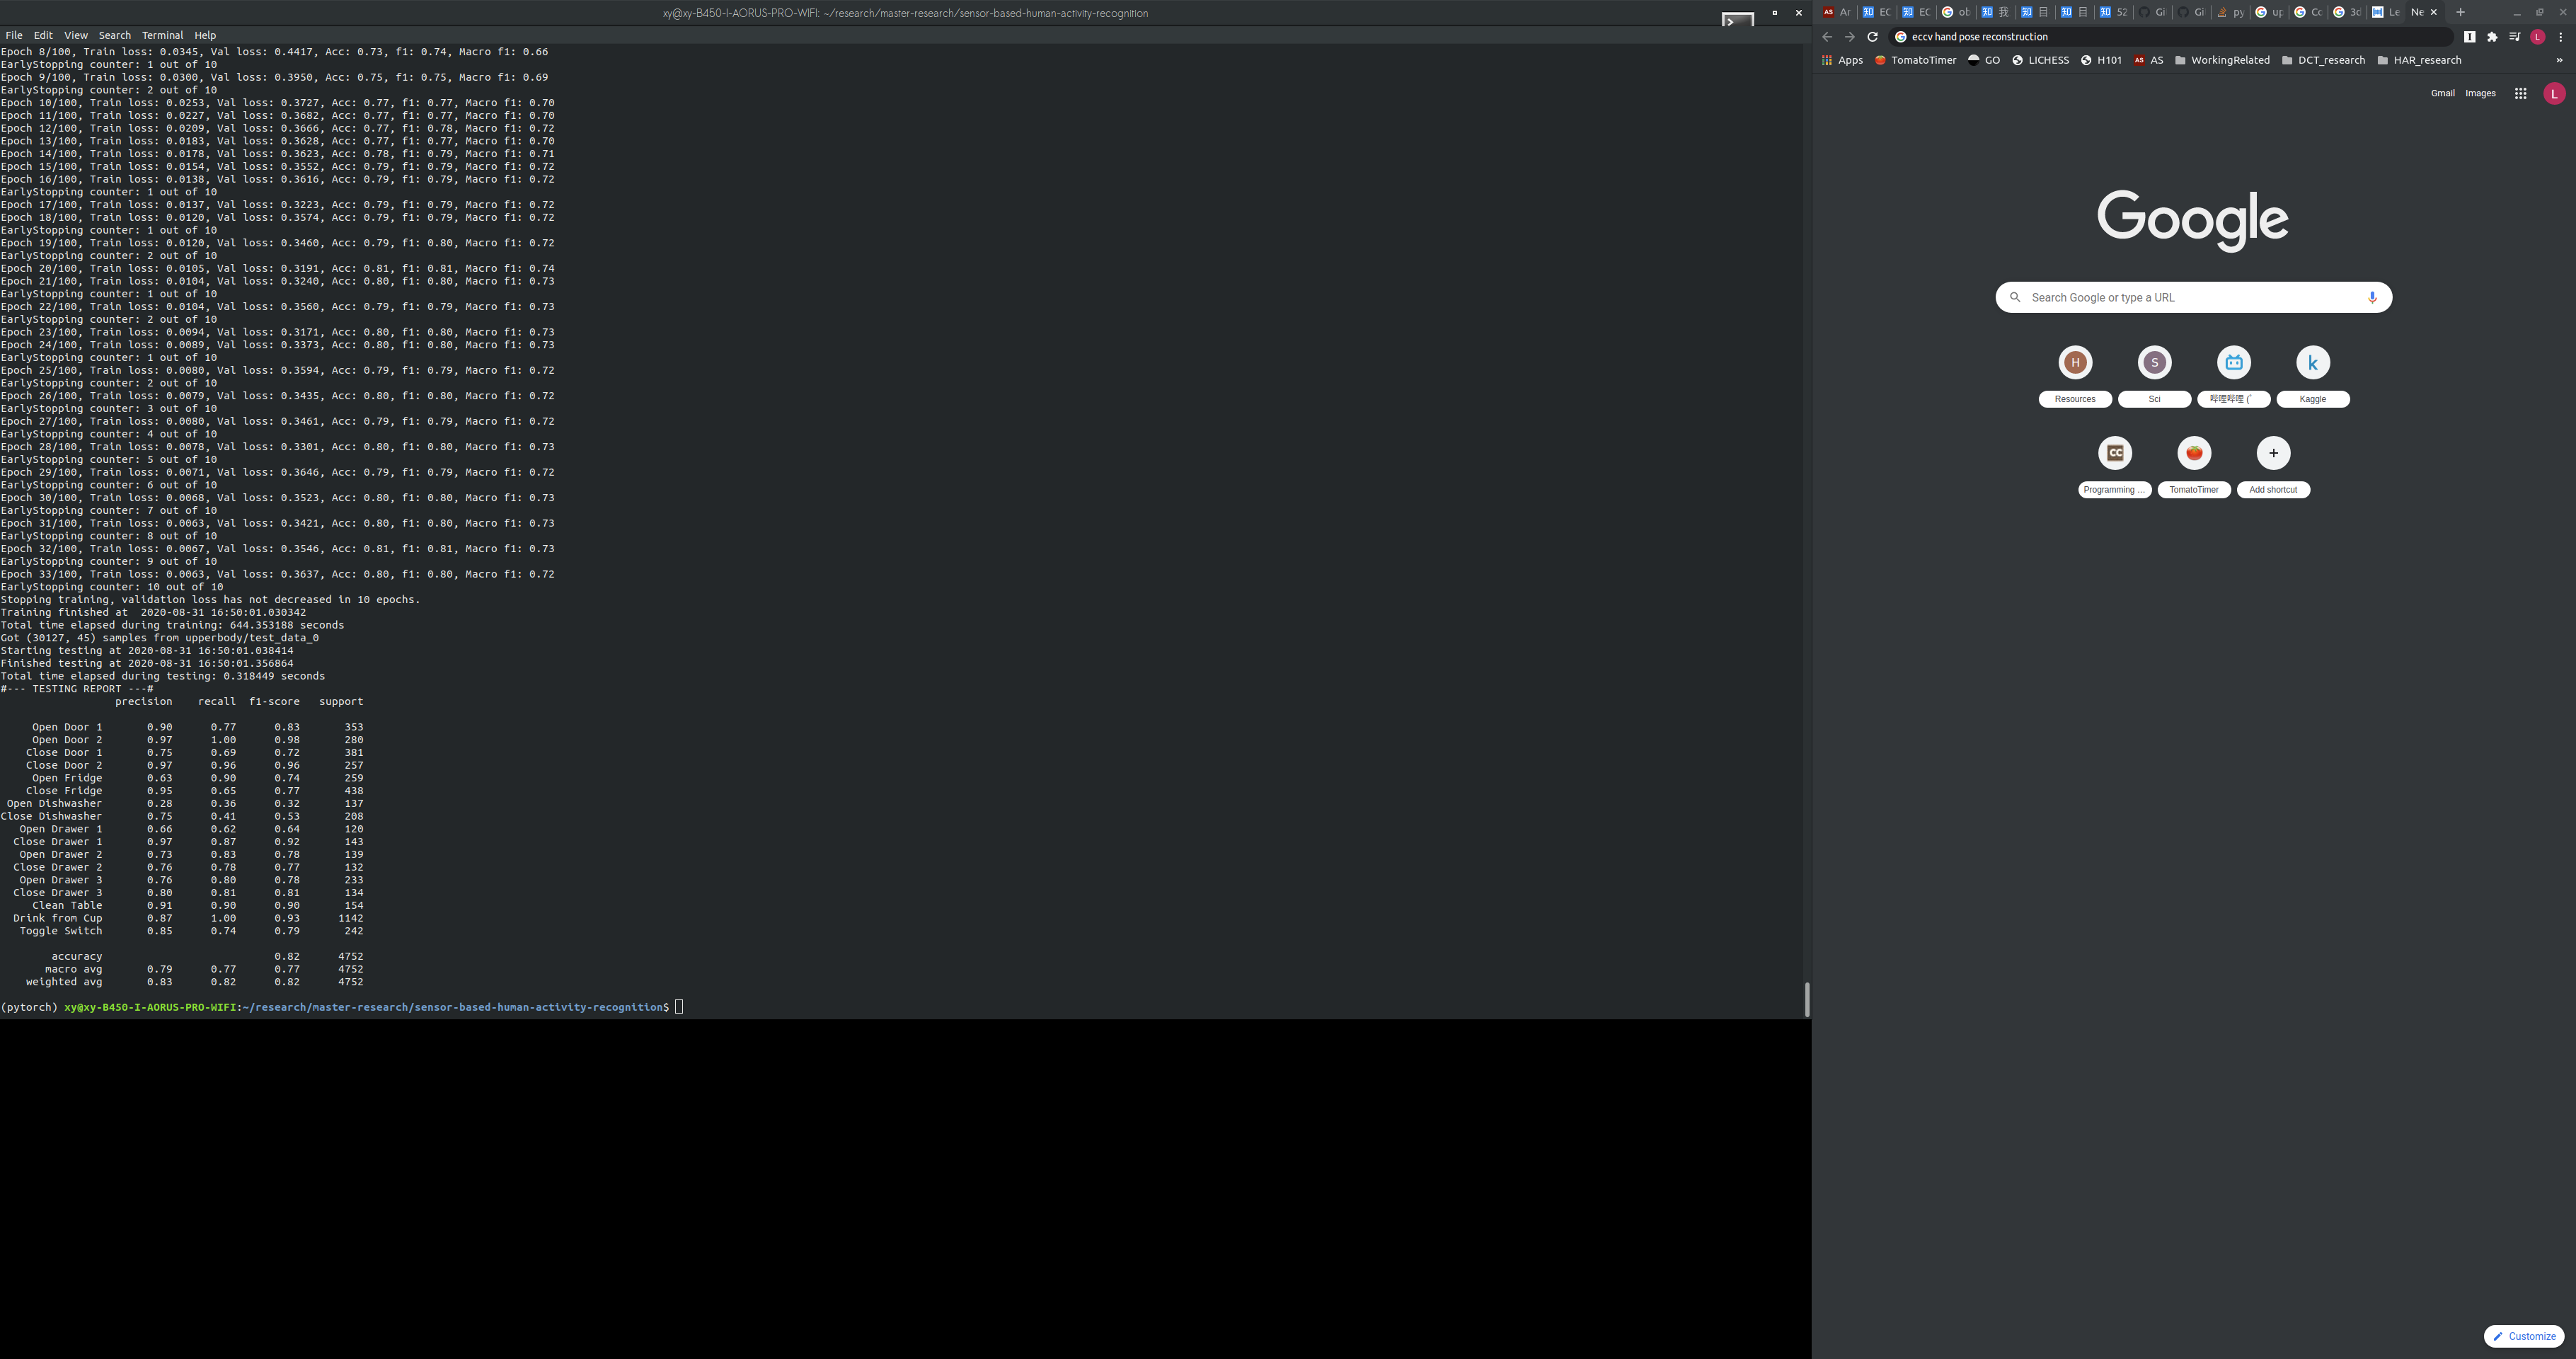 xy@xy-B450-I-AORUS-PRO-WIFI: ~/research/master-research/sensor-based-human-activity-recognition
File Edit View Search Terminal Help
Epoch 8/100, Train loss: 0.0345, Val loss: 0.4417, Acc: 0.73, f1: 0.74, Macro f1: 0.66
EarlyStopping counter: 1 out of 10
Epoch 9/100, Train loss: 0.0300, Val loss: 0.3950, Acc: 0.75, f1: 0.75, Macro f1: 0.69
EarlyStopping counter: 2 out of 10
Epoch 10/100, Train loss: 0.0253, Val loss: 0.3727, Acc: 0.77, f1: 0.77, Macro f1: 0.70
Epoch 11/100, Train loss: 0.0227, Val loss: 0.3682, Acc: 0.77, f1: 0.77, Macro f1: 0.70
Epoch 12/100, Train loss: 0.0209, Val loss: 0.3666, Acc: 0.77, f1: 0.78, Macro f1: 0.72
Epoch 13/100, Train loss: 0.0183, Val loss: 0.3628, Acc: 0.77, f1: 0.77, Macro f1: 0.70
Epoch 14/100, Train loss: 0.0178, Val loss: 0.3623, Acc: 0.78, f1: 0.79, Macro f1: 0.71
Epoch 15/100, Train loss: 0.0154, Val loss: 0.3552, Acc: 0.79, f1: 0.79, Macro f1: 0.72
Epoch 16/100, Train loss: 0.0138, Val loss: 0.3616, Acc: 0.79, f1: 0.79, Macro f1: 0.72
EarlyStopping counter: 1 out of 10
Epoch 17/100, Train loss: 0.0137, Val loss: 0.3223, Acc: 0.79, f1: 0.79, Macro f1: 0.72
Epoch 18/100, Train loss: 0.0120, Val loss: 0.3574, Acc: 0.79, f1: 0.79, Macro f1: 0.72
EarlyStopping counter: 1 out of 10
Epoch 19/100, Train loss: 0.0120, Val loss: 0.3460, Acc: 0.79, f1: 0.80, Macro f1: 0.72
EarlyStopping counter: 2 out of 10
Epoch 20/100, Train loss: 0.0105, Val loss: 0.3191, Acc: 0.81, f1: 0.81, Macro f1: 0.74
Epoch 21/100, Train loss: 0.0104, Val loss: 0.3240, Acc: 0.80, f1: 0.80, Macro f1: 0.73
EarlyStopping counter: 1 out of 10
Epoch 22/100, Train loss: 0.0104, Val loss: 0.3560, Acc: 0.79, f1: 0.79, Macro f1: 0.73
EarlyStopping counter: 2 out of 10
Epoch 23/100, Train loss: 0.0094, Val loss: 0.3171, Acc: 0.80, f1: 0.80, Macro f1: 0.73
Epoch 24/100, Train loss: 0.0089, Val loss: 0.3373, Acc: 0.80, f1: 0.80, Macro f1: 0.73
EarlyStopping counter: 1 out of 10
Epoch 25/100, Train loss: 0.0080, Val loss: 0.3594, Acc: 0.79, f1: 0.79, Macro f1: 0.72
EarlyStopping counter: 2 out of 10
Epoch 26/100, Train loss: 0.0079, Val loss: 0.3435, Acc: 0.80, f1: 0.80, Macro f1: 0.72
EarlyStopping counter: 3 out of 10
Epoch 27/100, Train loss: 0.0080, Val loss: 0.3461, Acc: 0.79, f1: 0.79, Macro f1: 0.72
EarlyStopping counter: 4 out of 10
Epoch 28/100, Train loss: 0.0078, Val loss: 0.3301, Acc: 0.80, f1: 0.80, Macro f1: 0.73
EarlyStopping counter: 5 out of 10
Epoch 29/100, Train loss: 0.0071, Val loss: 0.3646, Acc: 0.79, f1: 0.79, Macro f1: 0.72
EarlyStopping counter: 6 out of 10
Epoch 30/100, Train loss: 0.0068, Val loss: 0.3523, Acc: 0.80, f1: 0.80, Macro f1: 0.73
EarlyStopping counter: 7 out of 10
Epoch 31/100, Train loss: 0.0063, Val loss: 0.3421, Acc: 0.80, f1: 0.80, Macro f1: 0.73
EarlyStopping counter: 8 out of 10
Epoch 32/100, Train loss: 0.0067, Val loss: 0.3546, Acc: 0.81, f1: 0.81, Macro f1: 0.73
EarlyStopping counter: 9 out of 10
Epoch 33/100, Train loss: 0.0063, Val loss: 0.3637, Acc: 0.80, f1: 0.80, Macro f1: 0.72
EarlyStopping counter: 10 out of 10
Stopping training, validation loss has not decreased in 10 epochs.
Training finished at  2020-08-31 16:50:01.030342
Total time elapsed during training: 644.353188 seconds
Got (30127, 45) samples from upperbody/test_data_0
Starting testing at 2020-08-31 16:50:01.038414
Finished testing at 2020-08-31 16:50:01.356864
Total time elapsed during testing: 0.318449 seconds
#--- TESTING REPORT ---#
precision recall f1-score support
Open Door 1 0.90 0.77 0.83 353
Open Door 2 0.97 1.00 0.98 280
Close Door 1 0.75 0.69 0.72 381
Close Door 2 0.97 0.96 0.96 257
Open Fridge 0.63 0.90 0.74 259
Close Fridge 0.95 0.65 0.77 438
Open Dishwasher 0.28 0.36 0.32 137
Close Dishwasher 0.75 0.41 0.53 208
Open Drawer 1 0.66 0.62 0.64 120
Close Drawer 1 0.97 0.87 0.92 143
Open Drawer 2 0.73 0.83 0.78 139
Close Drawer 2 0.76 0.78 0.77 132
Open Drawer 3 0.76 0.80 0.78 233
Close Drawer 3 0.80 0.81 0.81 134
Clean Table 0.91 0.90 0.90 154
Drink from Cup 0.87 1.00 0.93 1142
Toggle Switch 0.85 0.74 0.79 242
accuracy 0.82 4752
macro avg 0.79 0.77 0.77 4752
weighted avg 0.83 0.82 0.82 4752
(pytorch) xy@xy-B450-I-AORUS-PRO-WIFI:~/research/master-research/sensor-based-human-activity-recognition$
AS Ar 知 EC 知 EC ob 知 我 知 目 知 目 知 52 Gi Gi py up Cc 3d Le Ne
eccv hand pose reconstruction
Apps TomatoTimer GO LICHESS H101 AS AS WorkingRelated DCT_research HAR_research »
Gmail Images L
Google
Search Google or type a URL
H S k
Resources Sci 哔哩哔哩 (゜ Kaggle
CC
Programming ... TomatoTimer Add shortcut
Customize